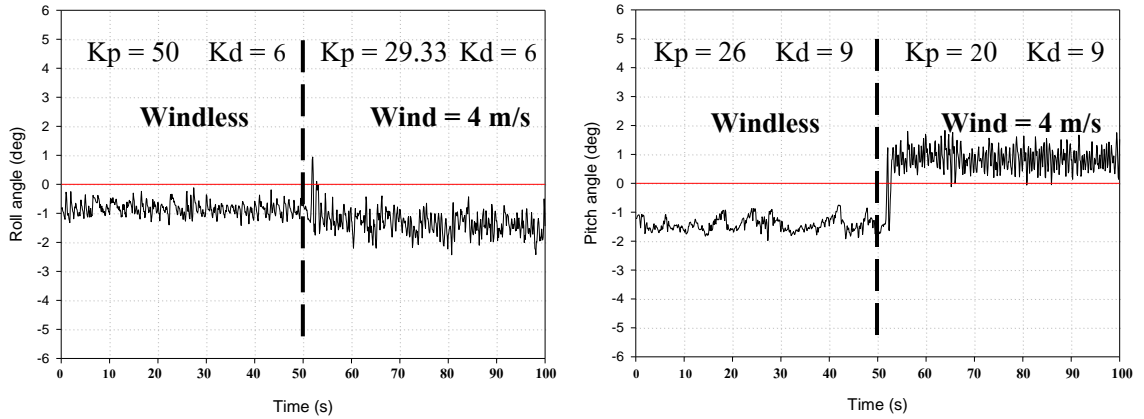 Kp = 50 Kd = 6 Kp = 29.33 Kd = 6
Windless Wind = 4 m/s
Roll angle (deg)
6
5
4
3
2
1
0
-1
-2
-3
-4
-5
-6
0 10 20 30 40 50 60 70 80 90 100
Time (s)
Kp = 26 Kd = 9 Kp = 20 Kd = 9
Windless Wind = 4 m/s
Pitch angle (deg)
6
5
4
3
2
1
0
-1
-2
-3
-4
-5
-6
0 10 20 30 40 50 60 70 80 90 100
Time (s)